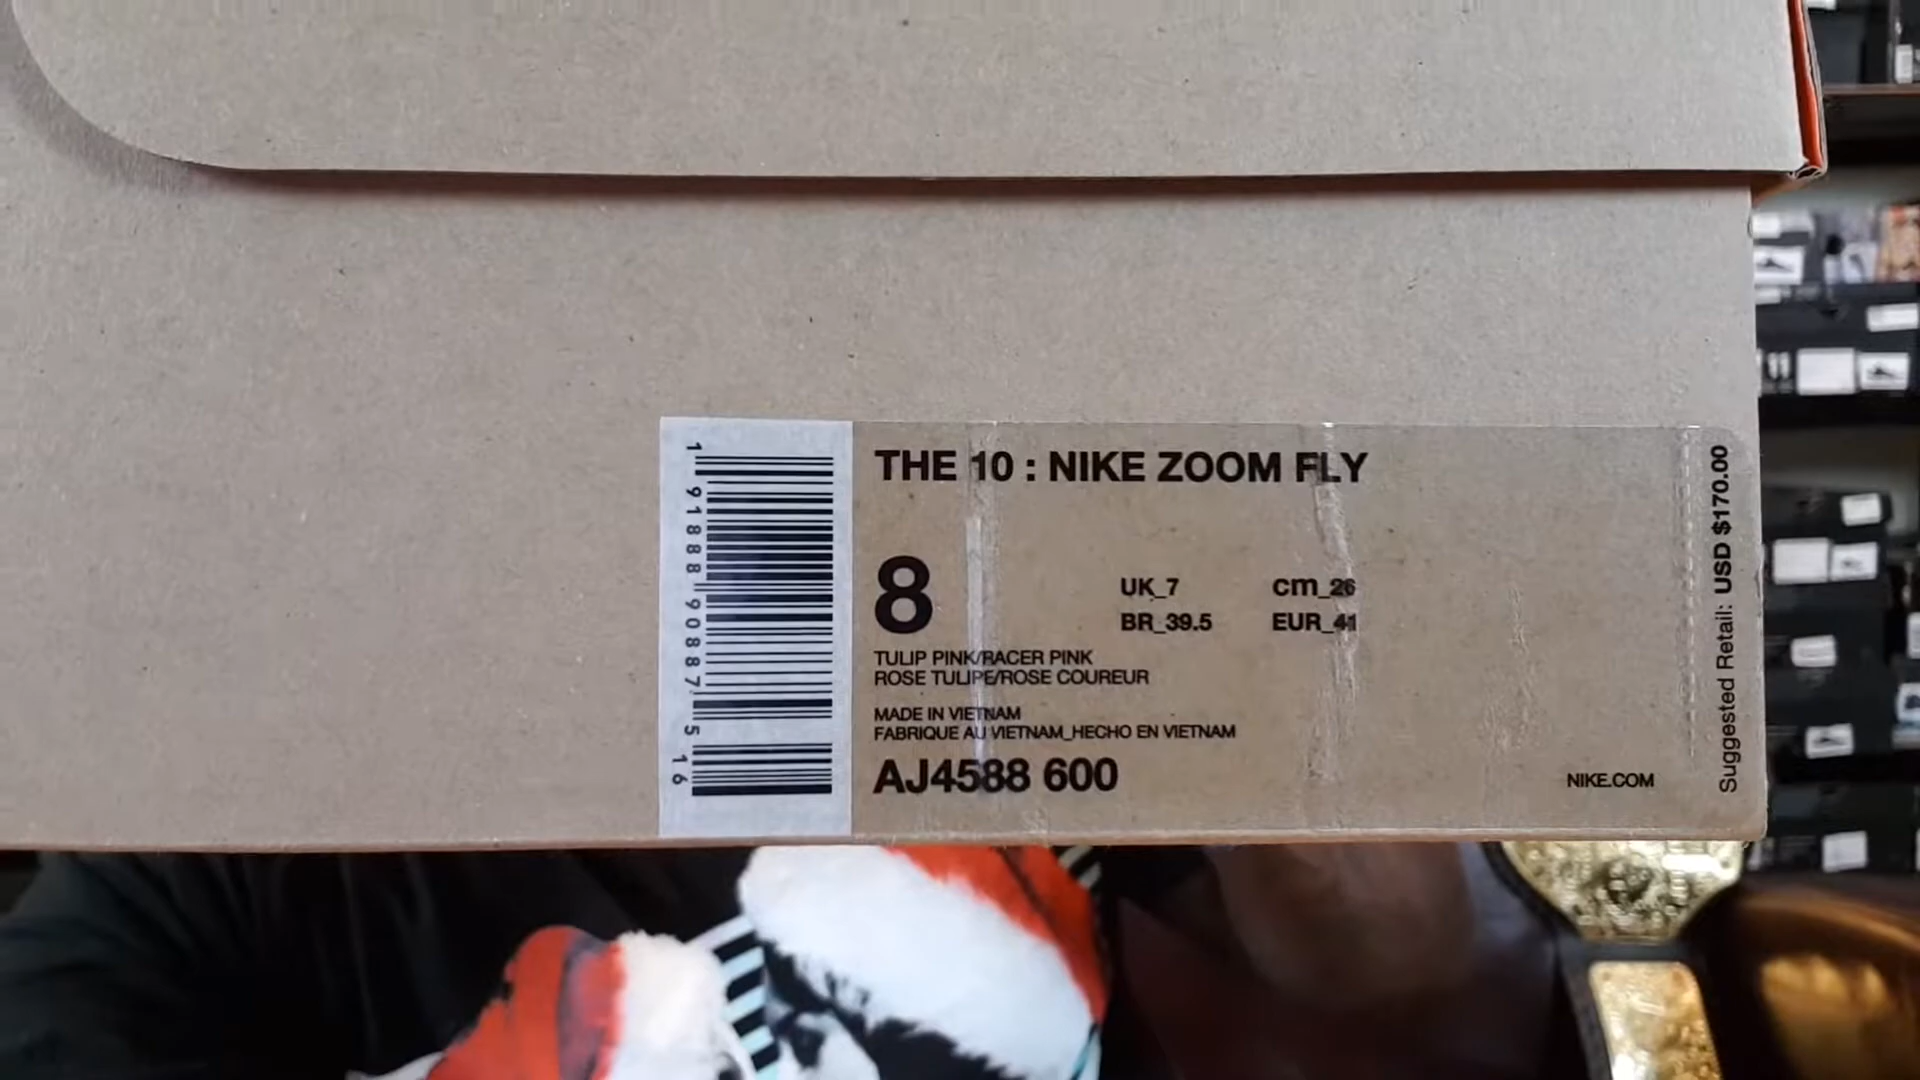 THE 10 : NIKE ZOOM FLY
8
UK_7 cm_26
BR_39.5 EUR_41
TULIP PINK/RACER PINK
ROSE TULIPE/ROSE COUREUR
MADE IN VIETNAM
FABRIQUE AU VIETNAM_HECHO EN VIETNAM
AJ4588 600
NIKE.COM
Suggested Retail: USD $170.00
1 91888 90887 5 16